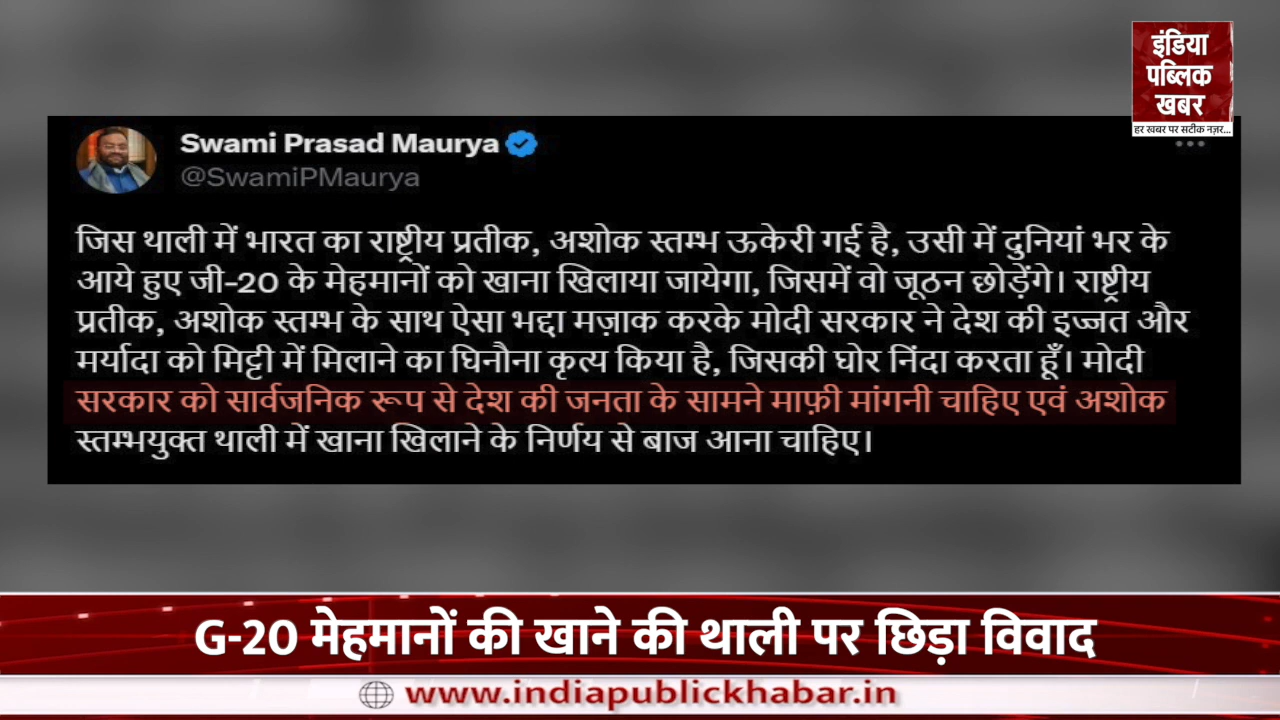 इंडिया
पब्लिक
खबर
हर खबर पर सटीक नज़र...
Swami Prasad Maurya
@SwamiPMaurya
जिस थाली में भारत का राष्ट्रीय प्रतीक, अशोक स्तम्भ ऊकेरी गई है, उसी में दुनियां भर के
आये हुए जी-20 के मेहमानों को खाना खिलाया जायेगा, जिसमें वो जूठन छोड़ेंगे। राष्ट्रीय
प्रतीक, अशोक स्तम्भ के साथ ऐसा भद्दा मज़ाक करके मोदी सरकार ने देश की इज्जत और
मर्यादा को मिट्टी में मिलाने का घिनौना कृत्य किया है, जिसकी घोर निंदा करता हूँ। मोदी
सरकार को सार्वजनिक रूप से देश की जनता के सामने माफ़ी मांगनी चाहिए एवं अशोक
स्तम्भयुक्त थाली में खाना खिलाने के निर्णय से बाज आना चाहिए।
G-20 मेहमानों की खाने की थाली पर छिड़ा विवाद
www.indiapublickhabar.in